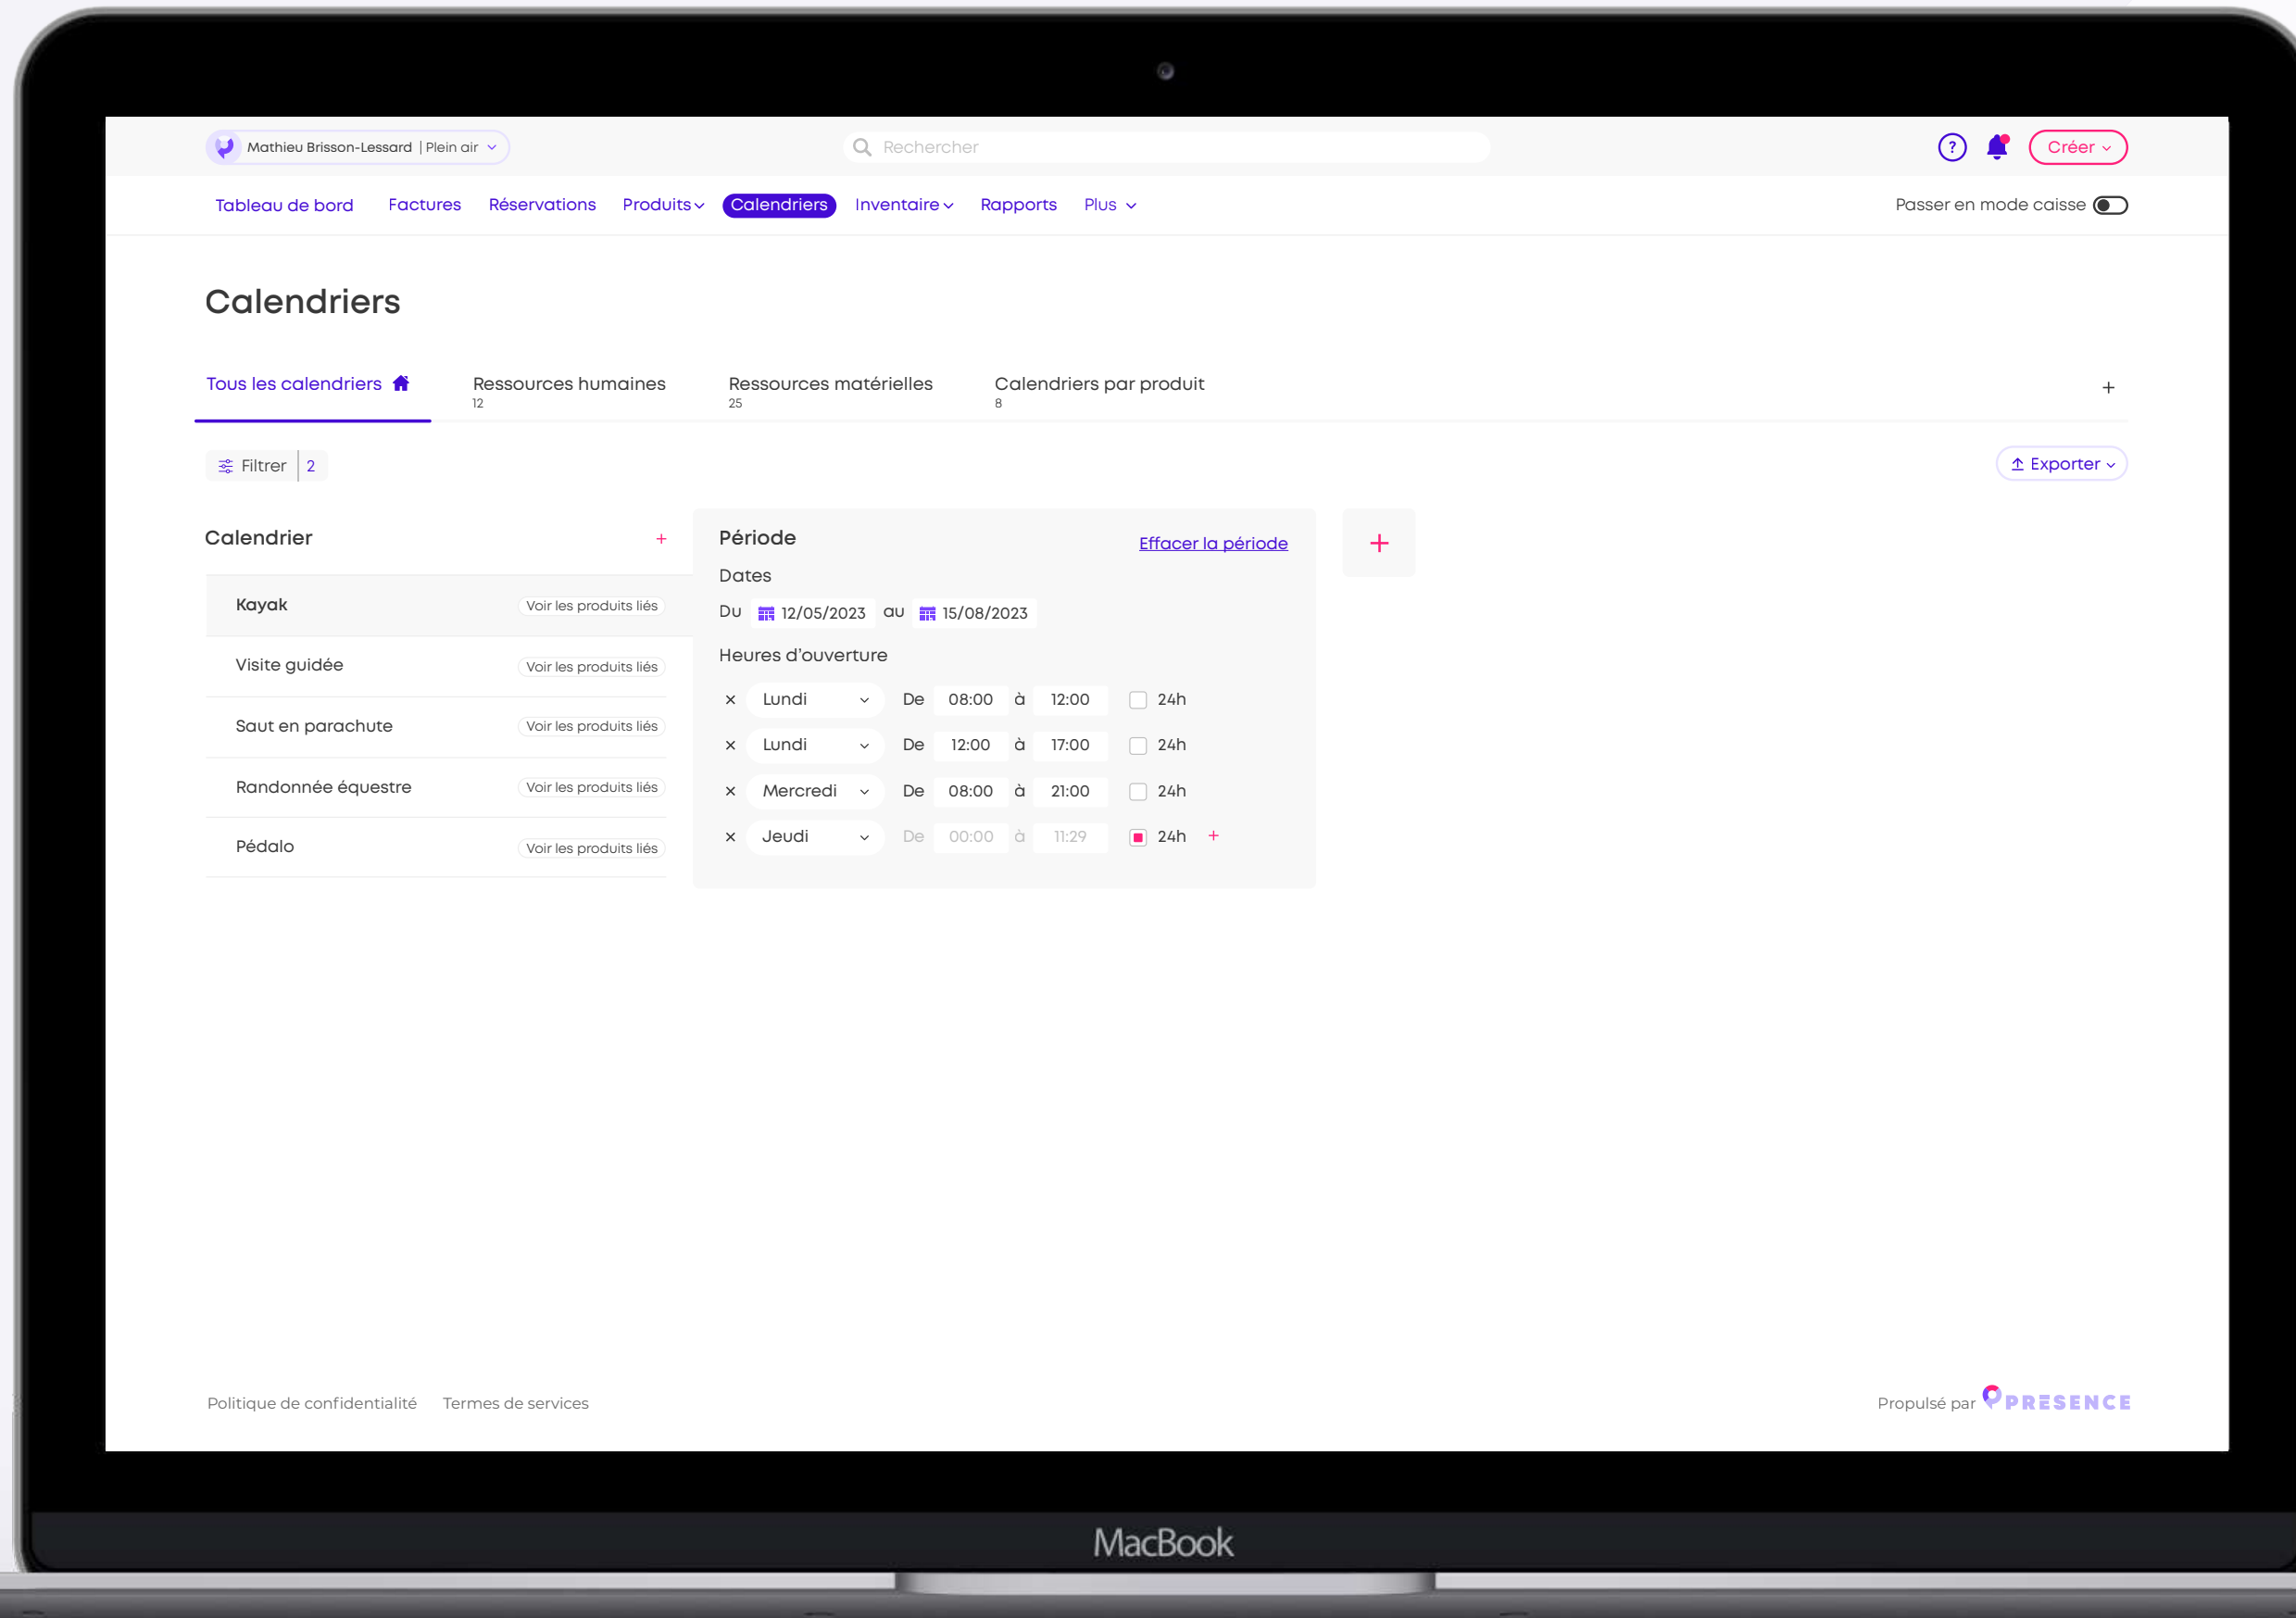 Mathieu Brisson-Lessard | Plein air
Rechercher
?
Créer
Tableau de bord Factures Réservations Produits Calendriers Inventaire Rapports Plus
Passer en mode caisse
Calendriers
Tous les calendriers
Ressources humaines
12
Ressources matérielles
25
Calendriers par produit
8
+
Filtrer 2
Exporter
Calendrier +
Kayak Voir les produits liés
Visite guidée Voir les produits liés
Saut en parachute Voir les produits liés
Randonnée équestre Voir les produits liés
Pédalo Voir les produits liés
Période
Effacer la période
+
Dates
Du 12/05/2023 au 15/08/2023
Heures d’ouverture
× Lundi De 08:00 à 12:00 24h
× Lundi De 12:00 à 17:00 24h
× Mercredi De 08:00 à 21:00 24h
× Jeudi De 00:00 à 11:29 24h +
Politique de confidentialité Termes de services
Propulsé par PRESENCE
MacBook